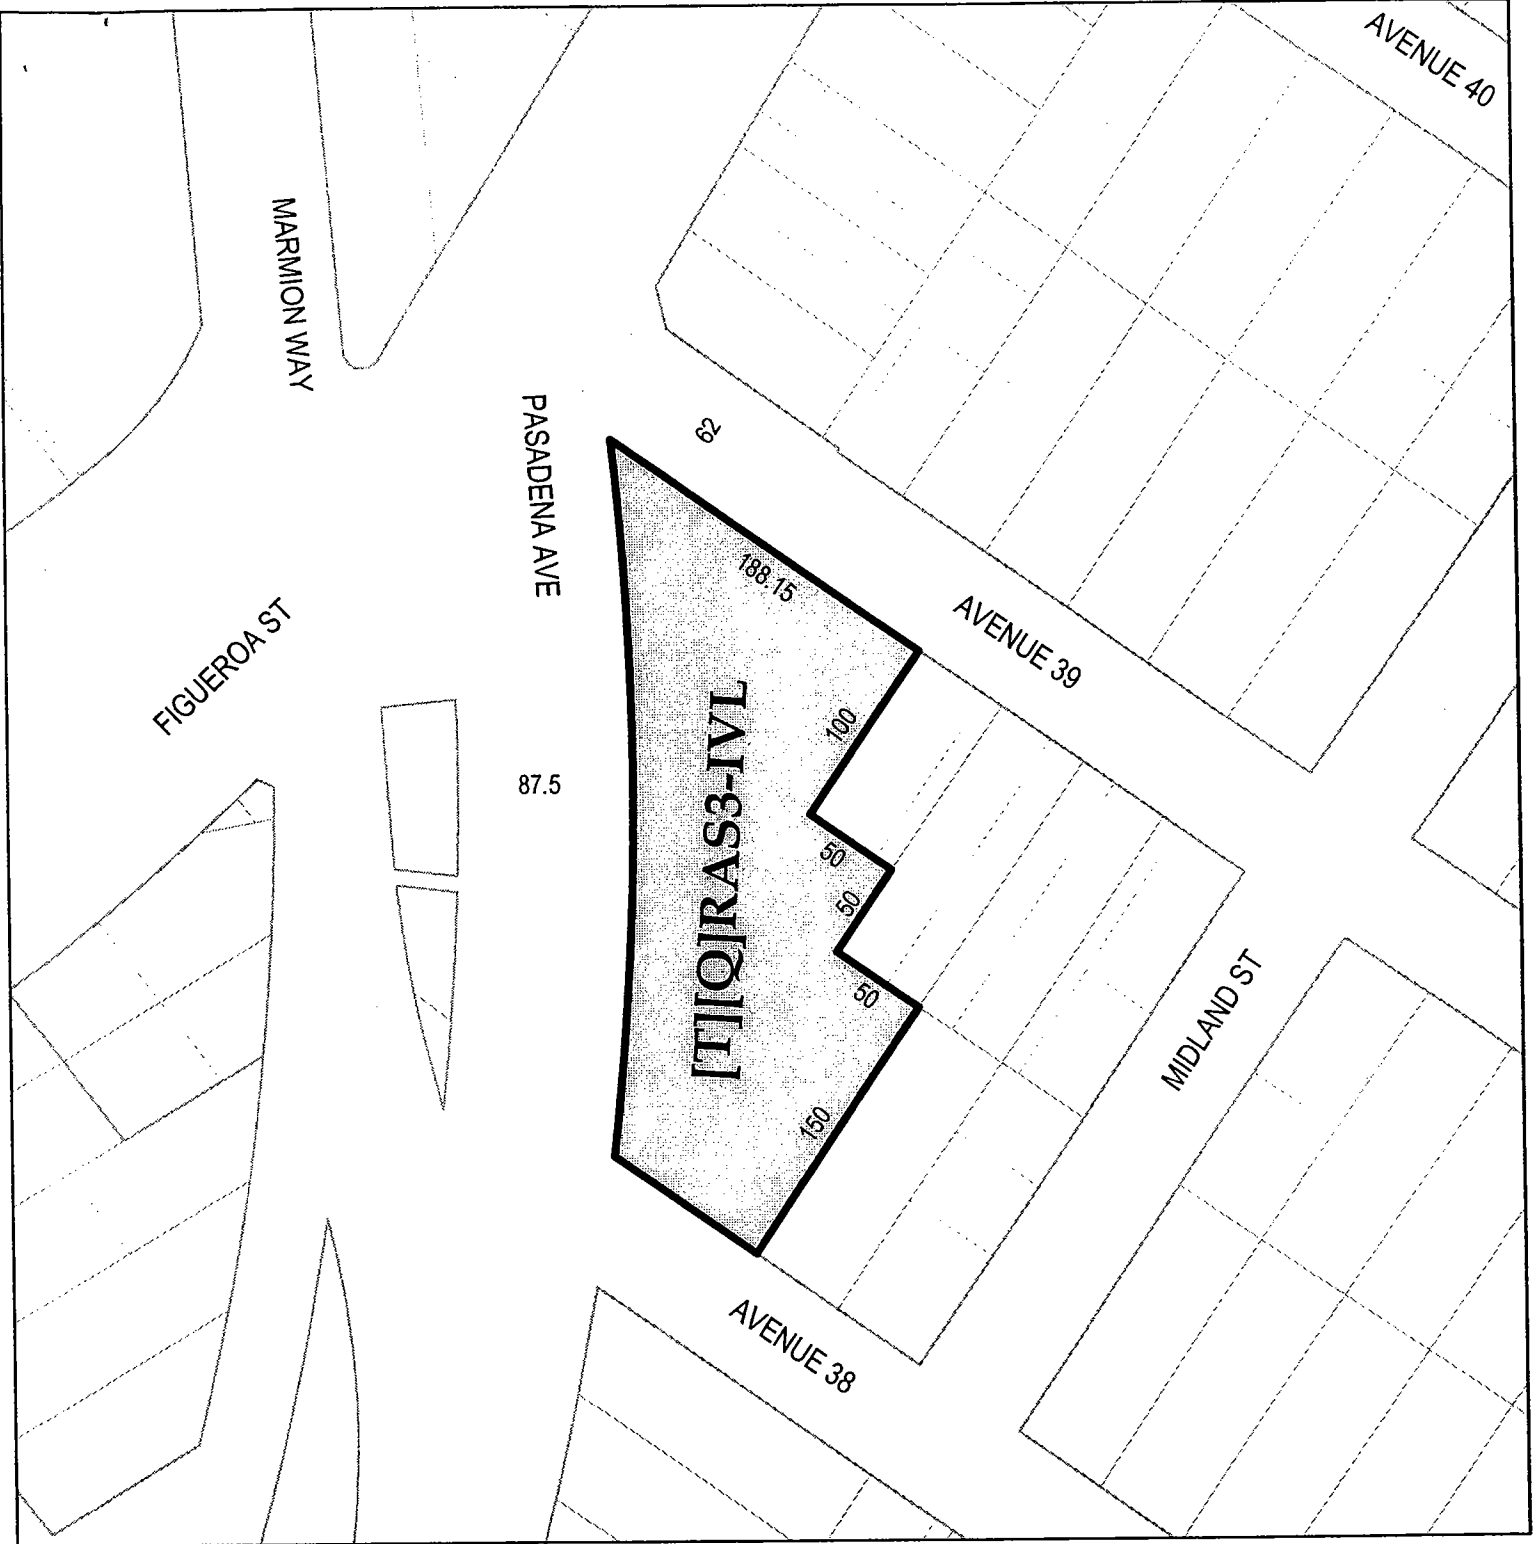 AVENUE 40
MARMION WAY
PASADENA AVE
62
188.15
AVENUE 39
FIGUEROA ST
100
87.5
[T][Q]RAS3-1VL
50
50
50
MIDLAND ST
150
AVENUE 38